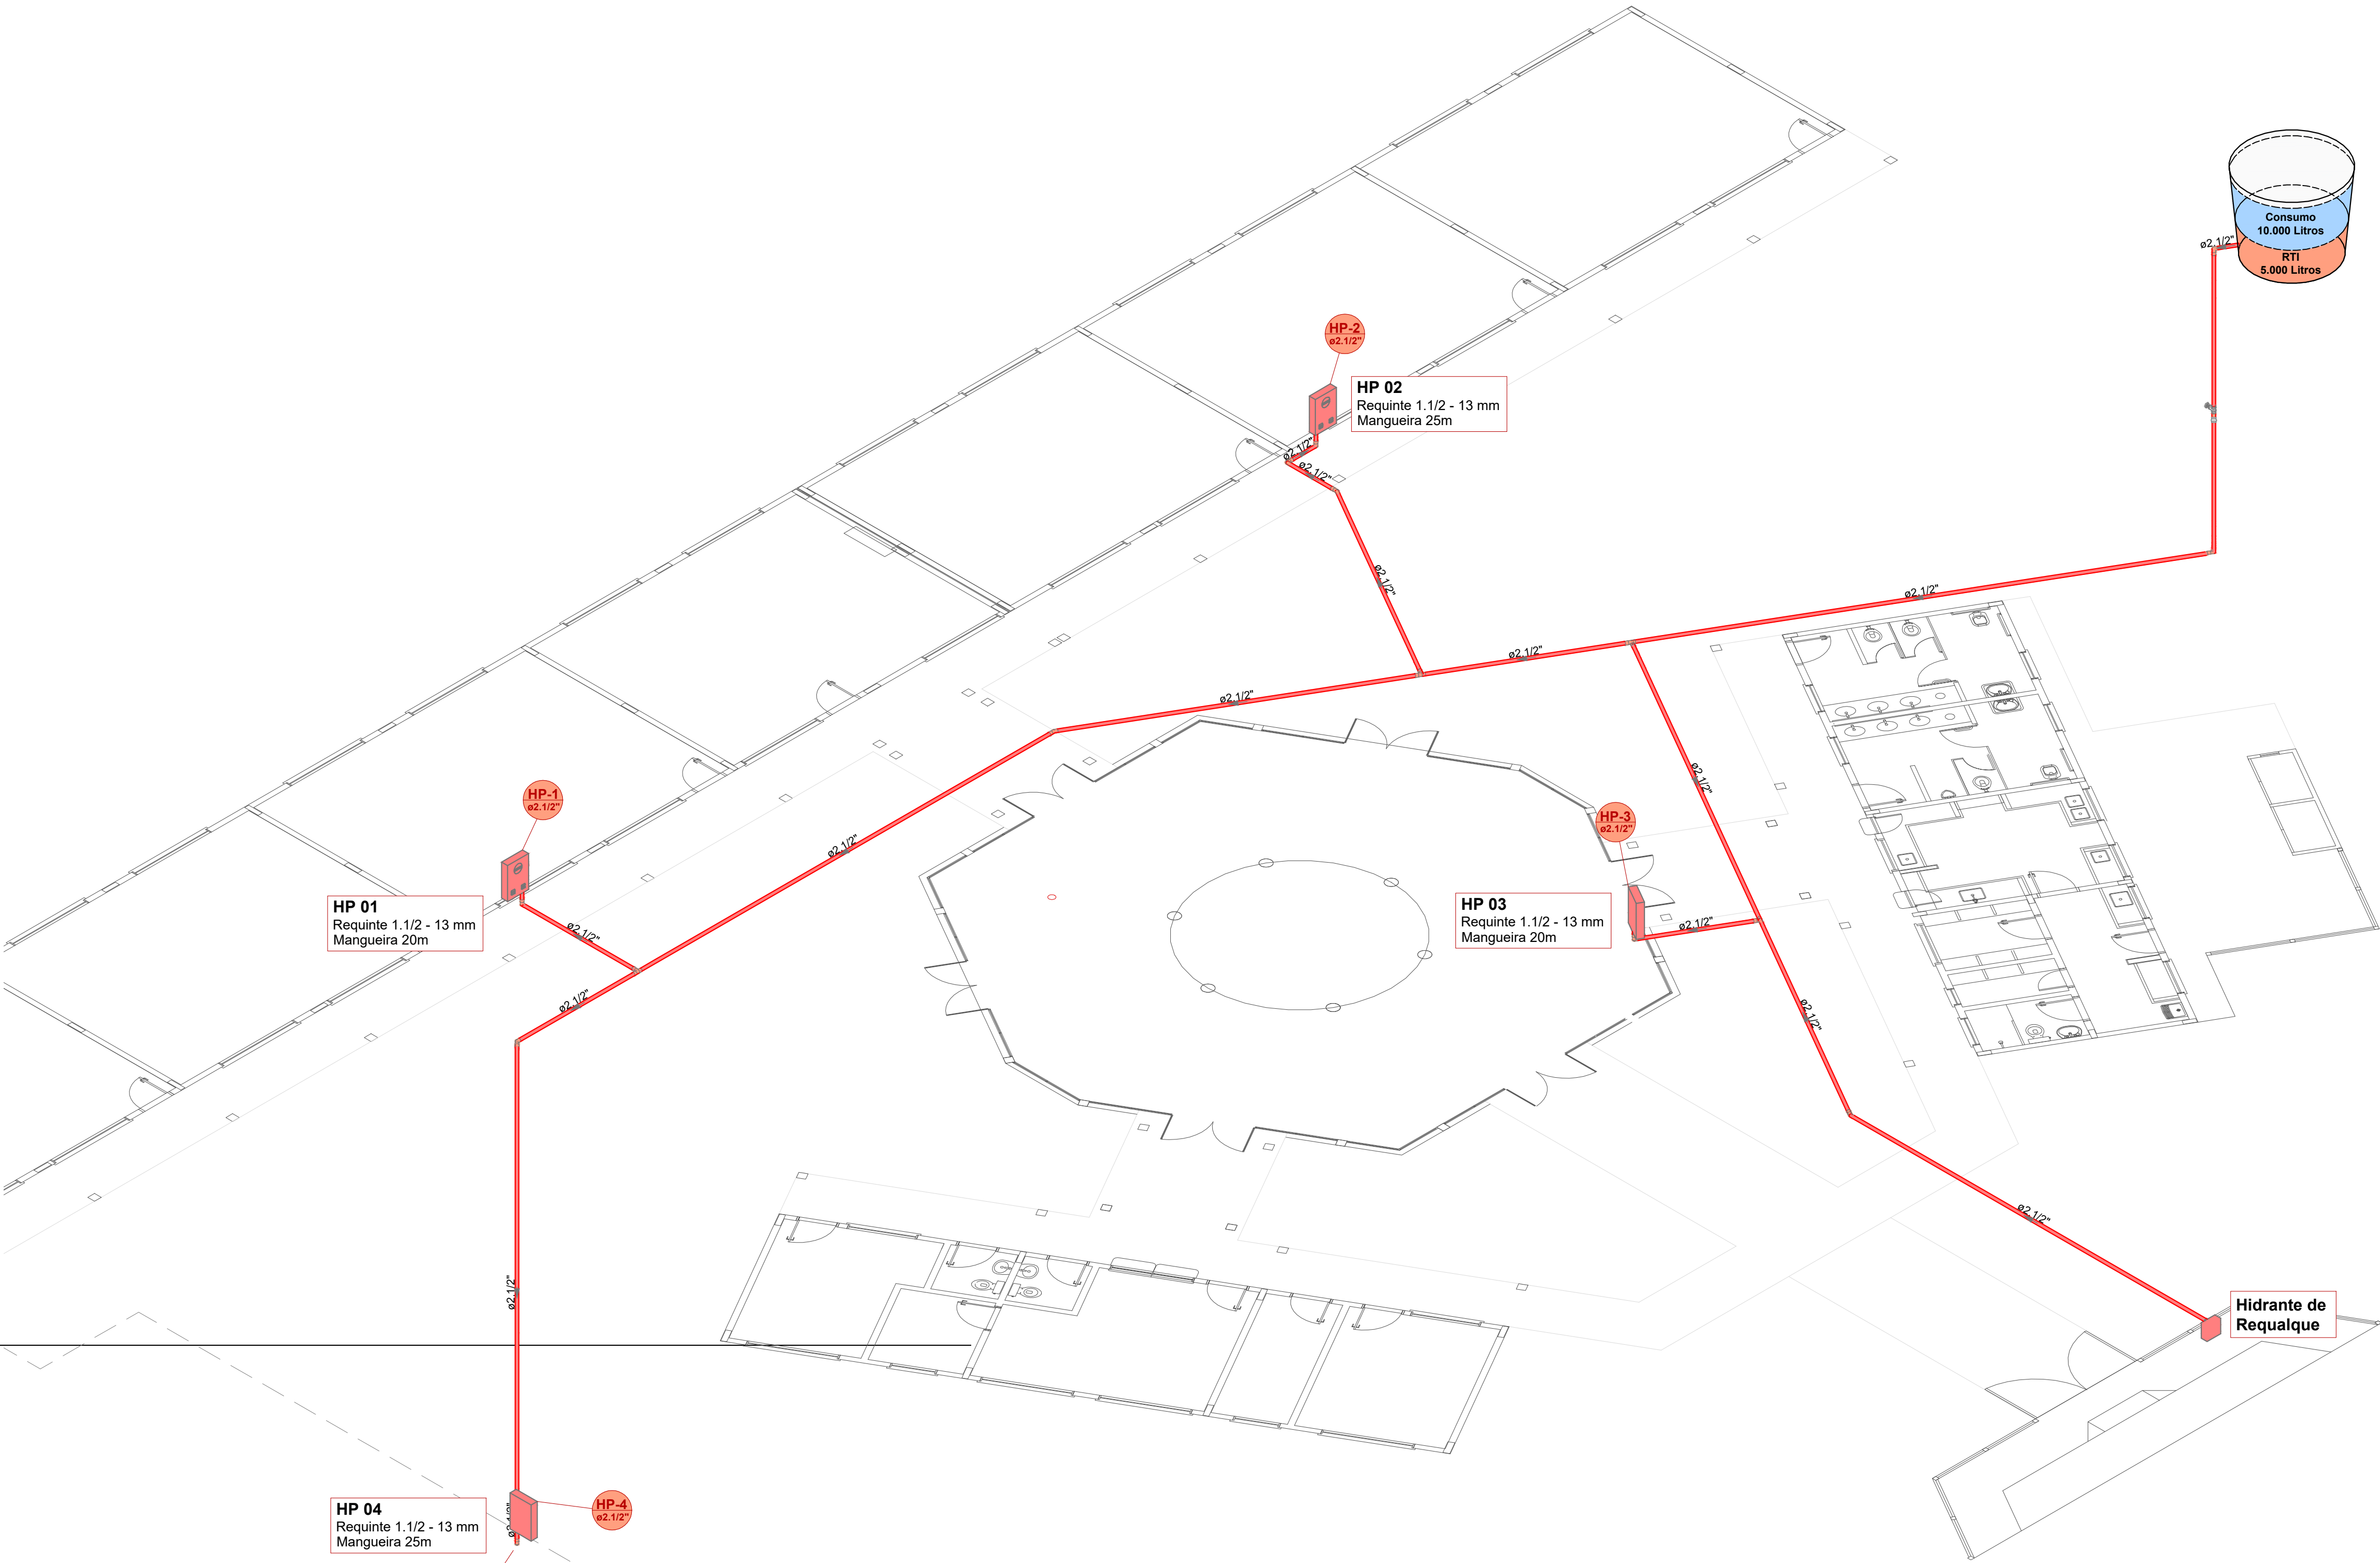 Consumo
10.000 Litros
RTI
5.000 Litros
ø2.1/2"
HP-2
ø2.1/2"
HP 02
Requinte 1.1/2 - 13 mm
Mangueira 25m
ø2.1/2"
ø2.1/2"
ø2.1/2"
ø2.1/2"
ø2.1/2"
ø2.1/2"
ø2.1/2"
HP-1
ø2.1/2"
HP 01
Requinte 1.1/2 - 13 mm
Mangueira 20m
ø2.1/2"
ø2.1/2"
ø2.1/2"
HP-3
ø2.1/2"
HP 03
Requinte 1.1/2 - 13 mm
Mangueira 20m
ø2.1/2"
ø2.1/2"
ø2.1/2"
Hidrante de
Requalque
ø2.1/2"
HP 04
Requinte 1.1/2 - 13 mm
Mangueira 25m
HP-4
ø2.1/2"